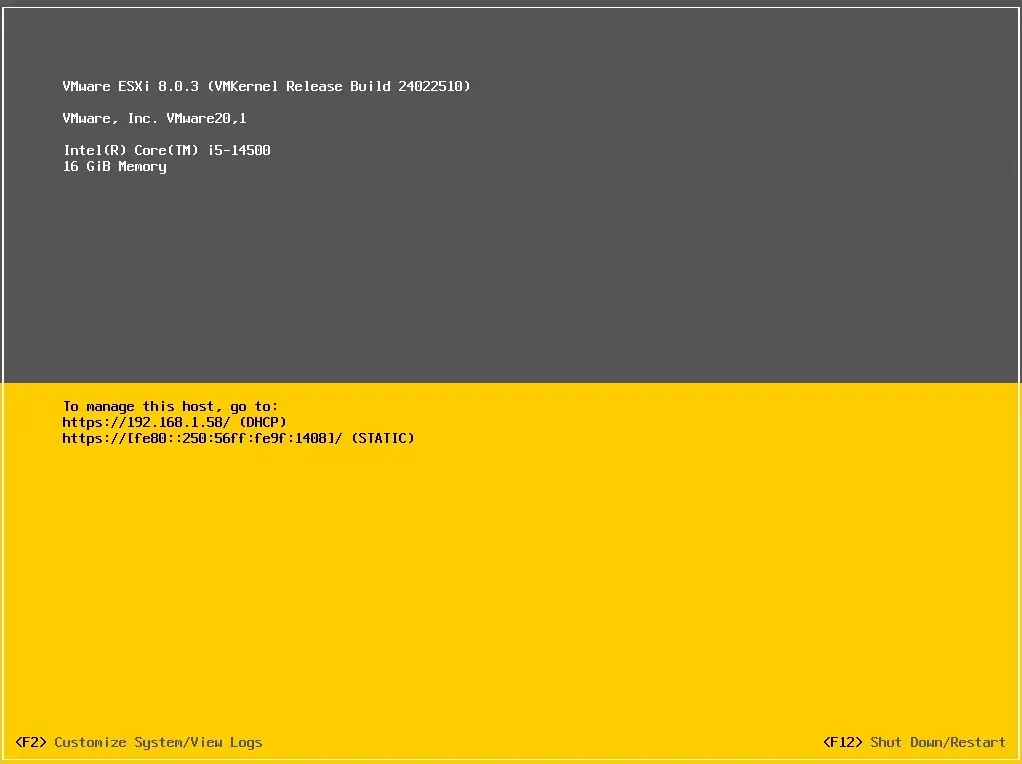 VMware ESXi 8.0.3 (VMKernel Release Build 24022510)
VMware, Inc. VMware20,1
Intel(R) Core(TM) i5-14500
16 GiB Memory
To manage this host, go to:
https://192.168.1.58/ (DHCP)
https://[fe80::250:56ff:fe9f:1408]/ (STATIC)
<F2> Customize System/View Logs
<F12> Shut Down/Restart